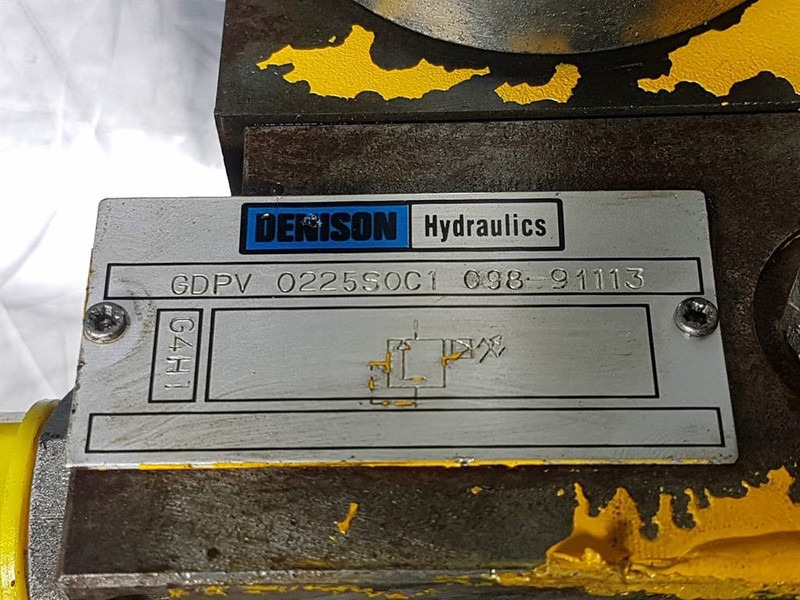 DENISON Hydraulics
GDPV 0225S0C1 098-91113
G4H1